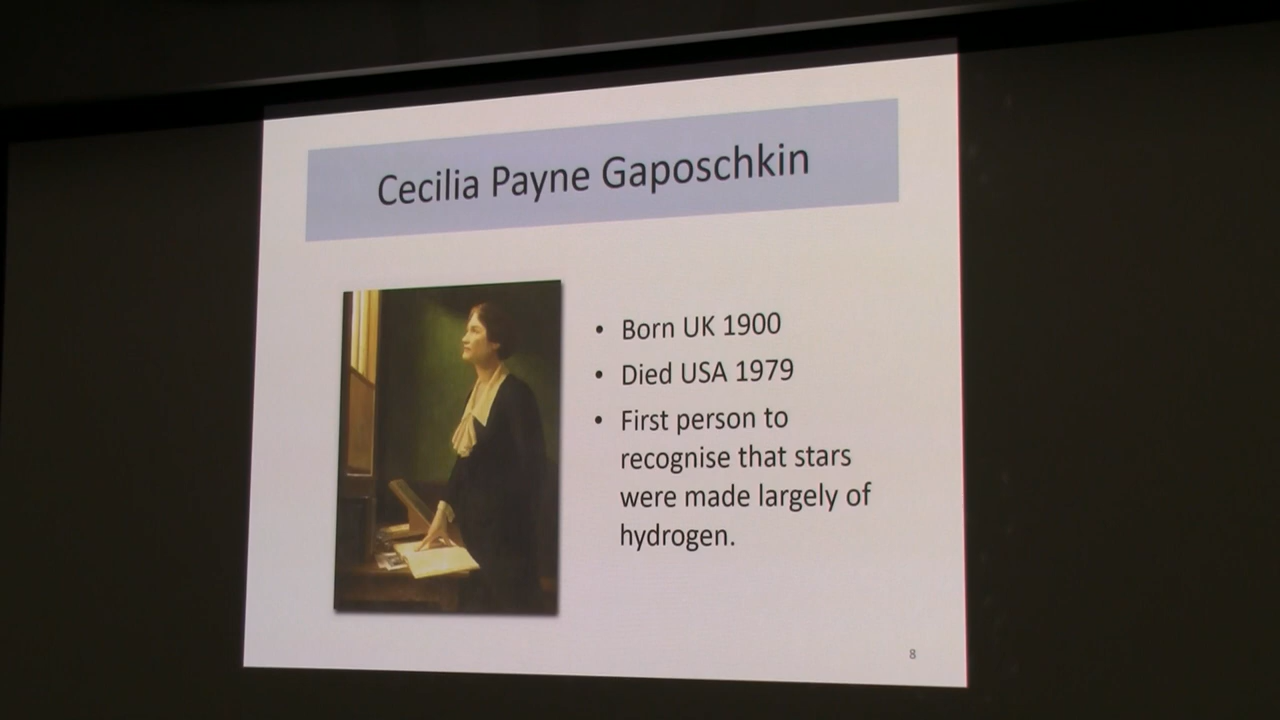 Cecilia Payne Gaposchkin
• Born UK 1900
• Died USA 1979
• First person to
recognise that stars
were made largely of
hydrogen.
8